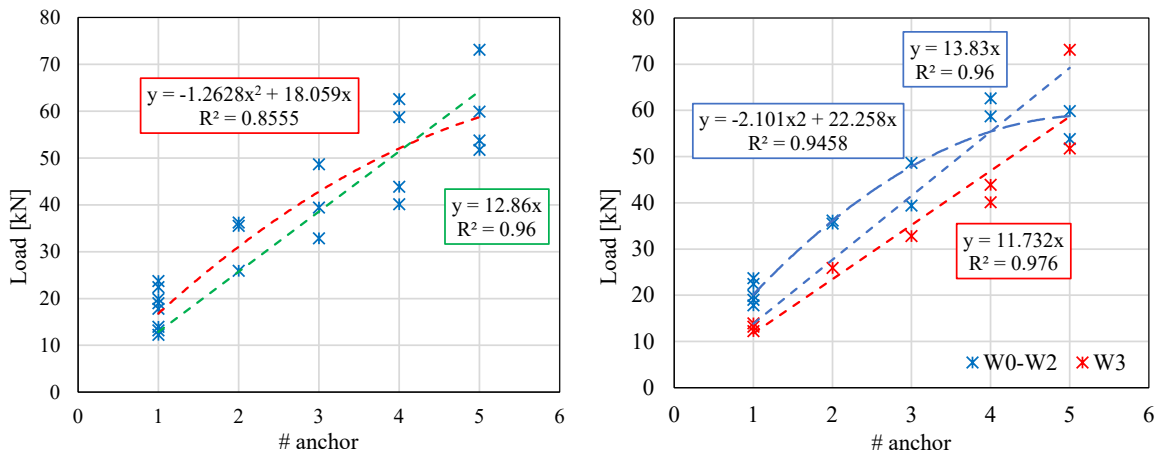 80
70
60
50
40
30
20
10
0
Load [kN]
y = -1.2628x² + 18.059x
R² = 0.8555
y = 12.86x
R² = 0.96
0 1 2 3 4 5 6
# anchor
80
70
60
50
40
30
20
10
0
Load [kN]
y = 13.83x
R² = 0.96
y = -2.101x2 + 22.258x
R² = 0.9458
y = 11.732x
R² = 0.976
W0-W2 W3
0 1 2 3 4 5 6
# anchor